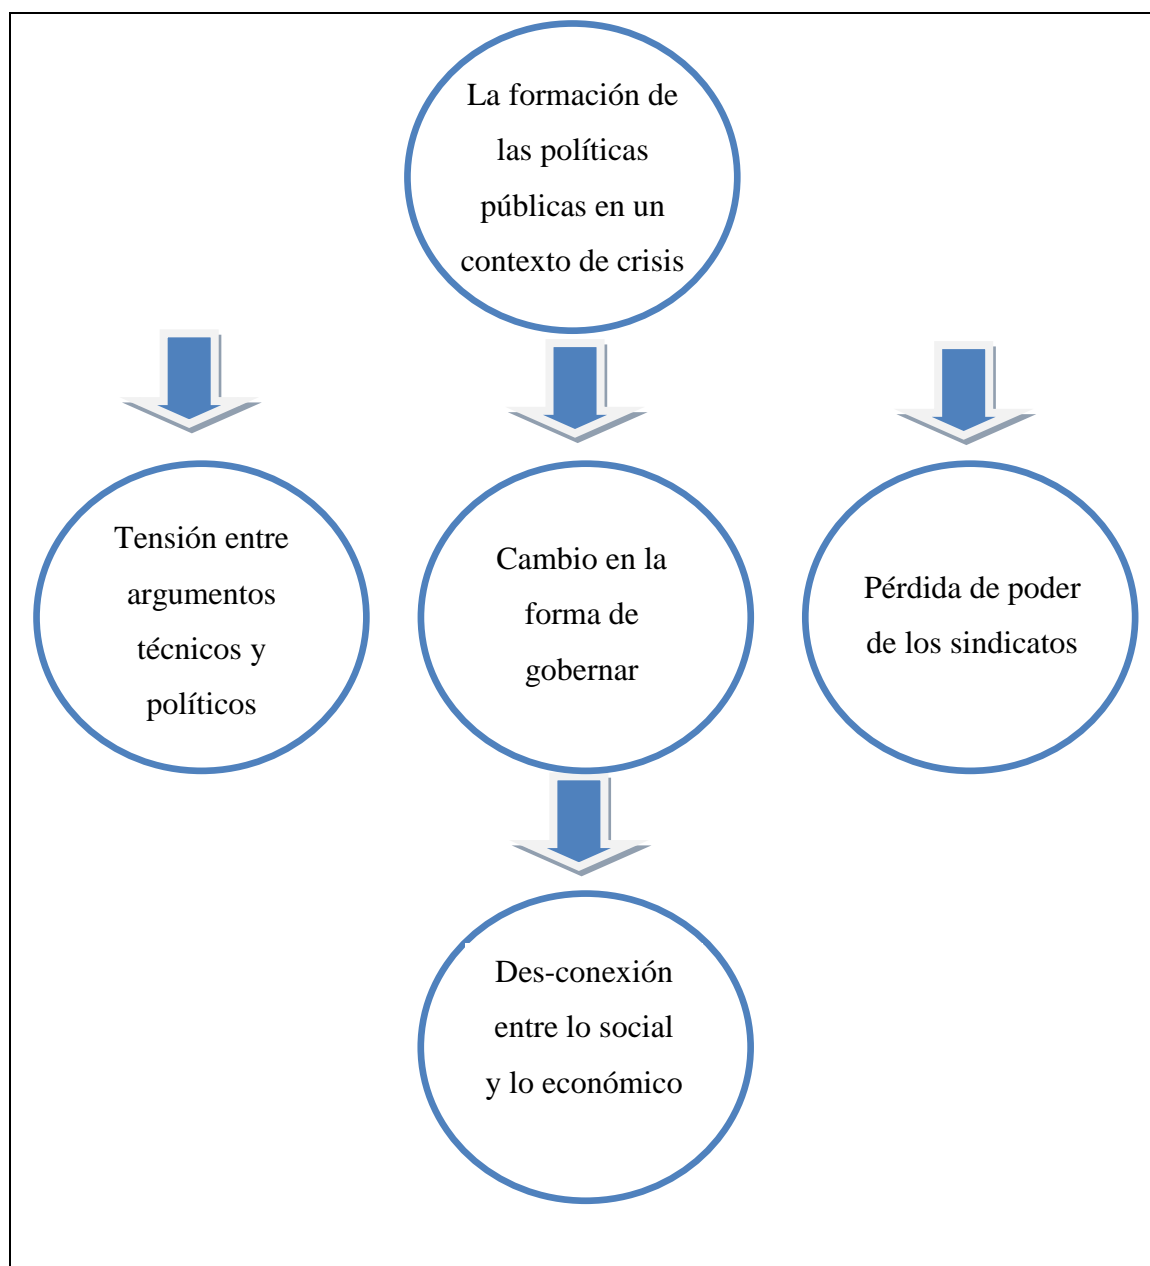 La formación de
las políticas
públicas en un
contexto de crisis
Tensión entre
argumentos
técnicos y
políticos
Cambio en la
forma de
gobernar
Pérdida de poder
de los sindicatos
Des-conexión
entre lo social
y lo económico